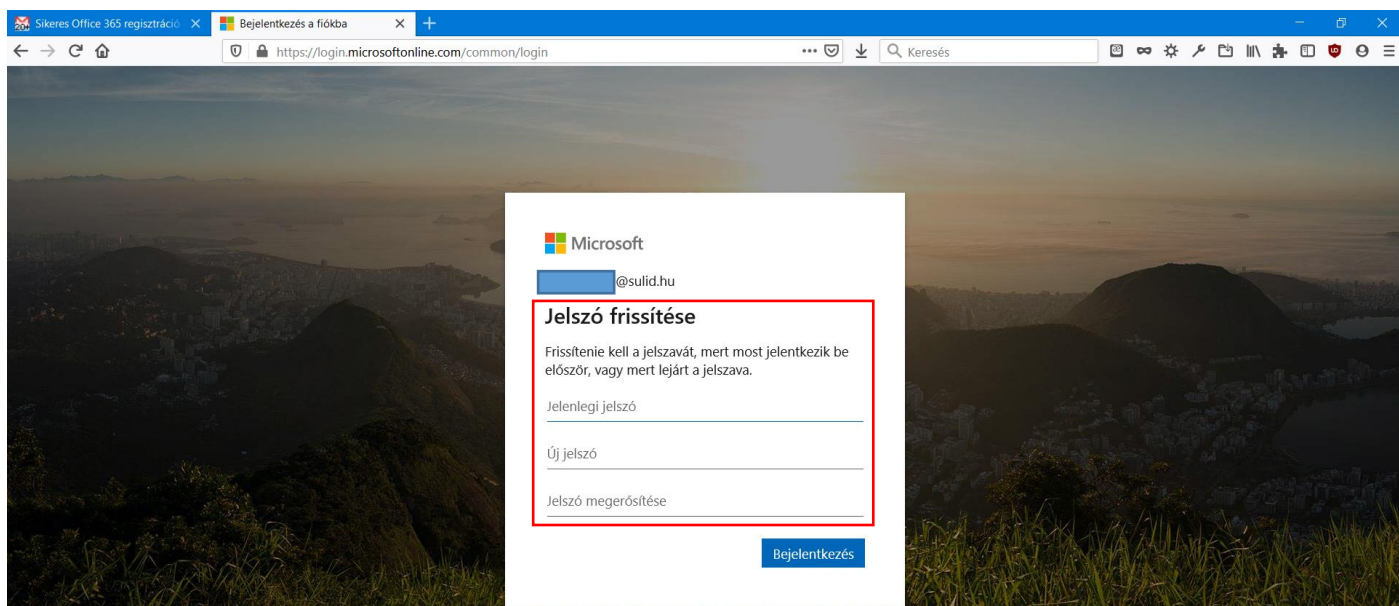 Sikeres Office 365 regisztráció
Bejelentkezés a fiókba
https://login.microsoftonline.com/common/login
Keresés
Microsoft
@sulid.hu
Jelszó frissítése
Frissítenie kell a jelszavát, mert most jelentkezik be
először, vagy mert lejárt a jelszava.
Jelenlegi jelszó
Új jelszó
Jelszó megerősítése
Bejelentkezés